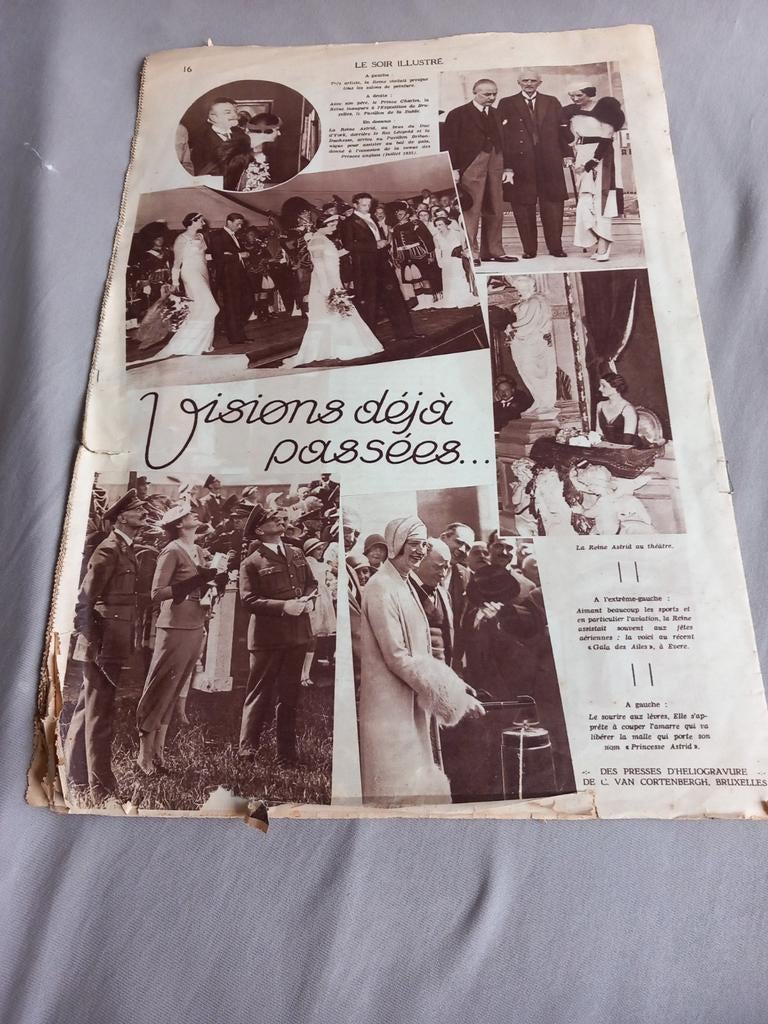 16
LE SOIR ILLUSTRÉ
A gauche
Très artiste, la Reine visitait presque
tous les salons de peinture.
A droite :
Avec son père, le Prince Charles, la
Reine inaugura à l'Exposition de Bru-
xelles, le Pavillon de la Suède.
En dessous :
La Reine Astrid, au bras du Duc
d'York, derrière le Roi Léopold et la
Duchesse, arrive au Pavillon Britan-
nique pour assister au bal de gala,
donné à l'occasion de la venue des
Princes anglais (juillet 1935).
Visions déjà
passées...
La Reine Astrid au théâtre.
A l'extrême-gauche :
Aimant beaucoup les sports et
en particulier l'aviation, la Reine
assistait souvent aux fêtes
aériennes : la voici au récent
« Gala des Ailes », à Evere.
A gauche :
Le sourire aux lèvres, Elle s'ap-
prête à couper l'amarre qui va
libérer la malle qui porte son
nom « Princesse Astrid ».
DES PRESSES D'HELIOGRAVURE
DE C. VAN CORTENBERGH, BRUXELLES